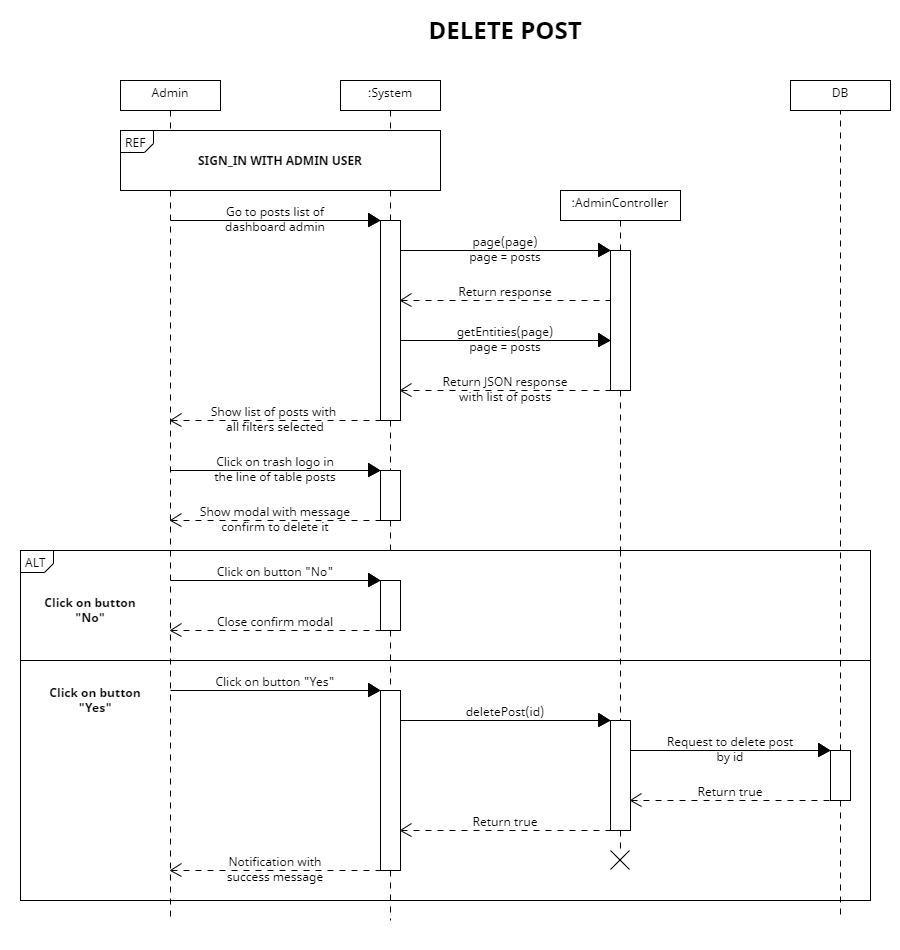 DELETE POST
Admin
:System
DB
REF
SIGN_IN WITH ADMIN USER
:AdminController
Go to posts list of
dashboard admin
page(page)
page = posts
Return response
getEntities(page)
page = posts
Return JSON response
with list of posts
Show list of posts with
all filters selected
Click on trash logo in
the line of table posts
Show modal with message
confirm to delete it
ALT
Click on button "No"
Click on button
"No"
Close confirm modal
Click on button "Yes"
Click on button
"Yes"
deletePost(id)
Request to delete post
by id
Return true
Return true
Notification with
success message